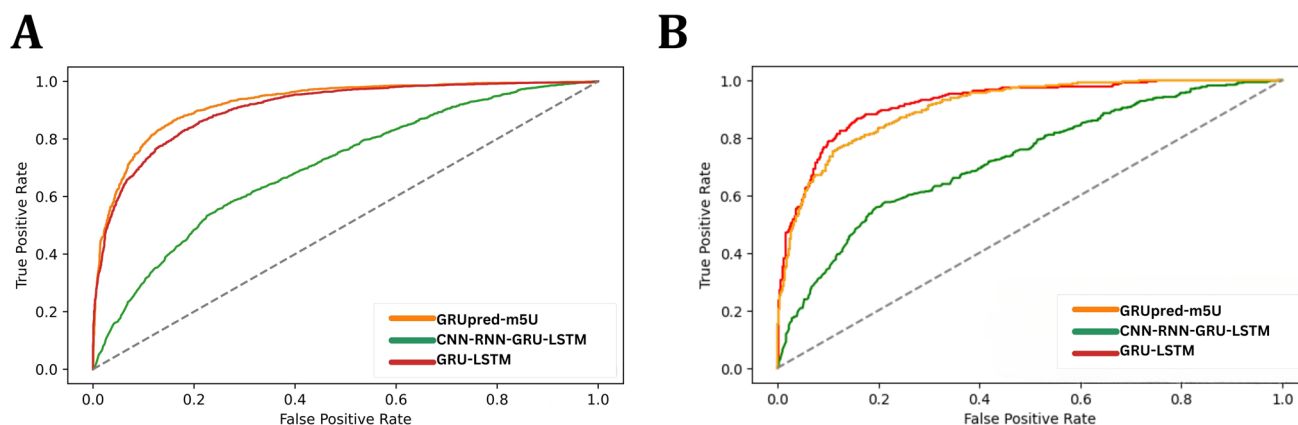 A
1.0
0.8
0.6
0.4
0.2
0.0
True Positive Rate
0.0 0.2 0.4 0.6 0.8 1.0
False Positive Rate
GRUpred-m5U
CNN-RNN-GRU-LSTM
GRU-LSTM
B
1.0
0.8
0.6
0.4
0.2
0.0
True Positive Rate
0.0 0.2 0.4 0.6 0.8 1.0
False Positive Rate
GRUpred-m5U
CNN-RNN-GRU-LSTM
GRU-LSTM